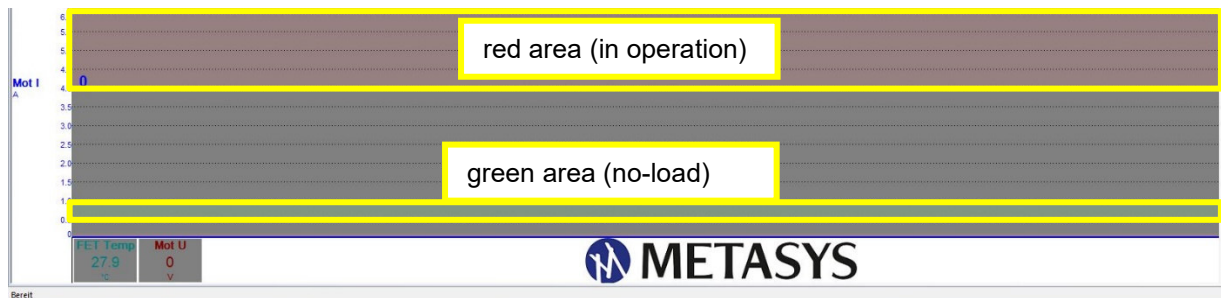 6.
5.
red area (in operation)
5.
4.
Mot I
0
4.
A
3.5
3.0
2.5
2.0
green area (no-load)
1.5
1.
0.
0
FET Temp
Mot U
27.9
0
°C
V
METASYS
Bereit